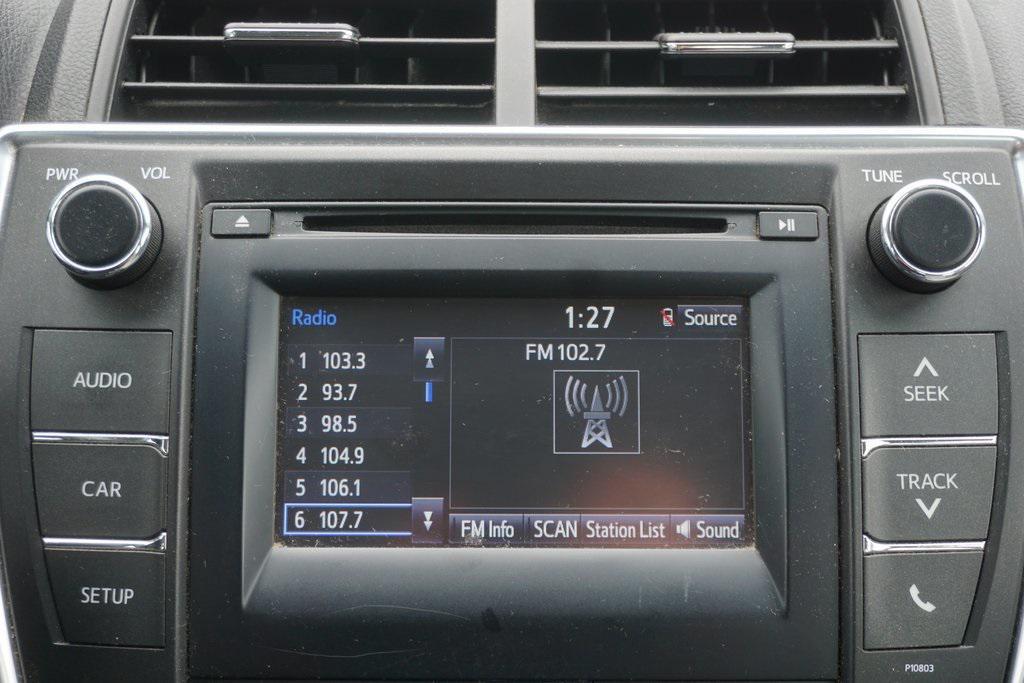 PWR VOL
TUNE SCROLL
Radio 1:27 Source
FM 102.7
1 103.3
2 93.7
3 98.5
4 104.9
5 106.1
6 107.7
FM Info SCAN Station List Sound
AUDIO
CAR
SETUP
SEEK
TRACK
P10803